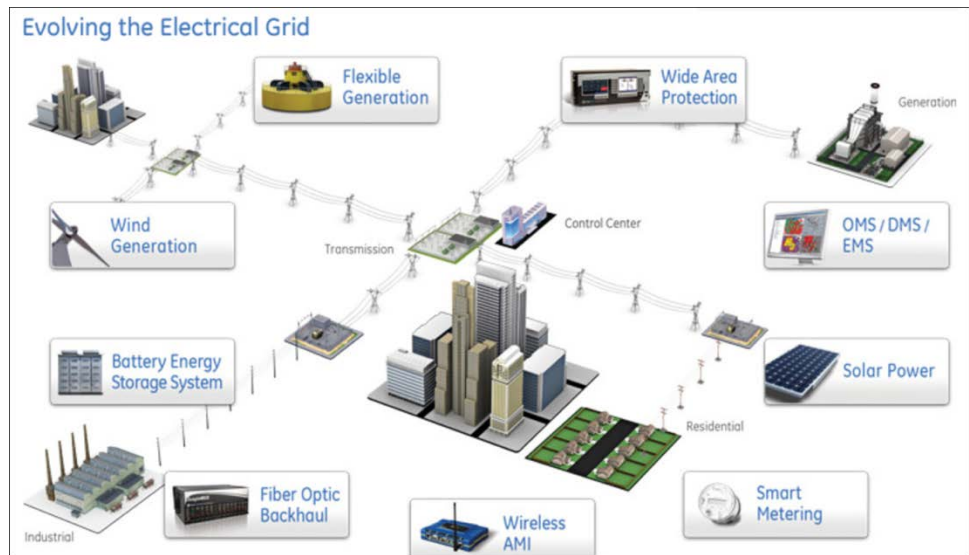 Evolving the Electrical Grid
Flexible
Generation
Wide Area
Protection
Generation
Wind
Generation
Transmission
Control Center
OMS / DMS /
EMS
Battery Energy
Storage System
Solar Power
Residential
Industrial
Fiber Optic
Backhaul
Wireless
AMI
Smart
Metering